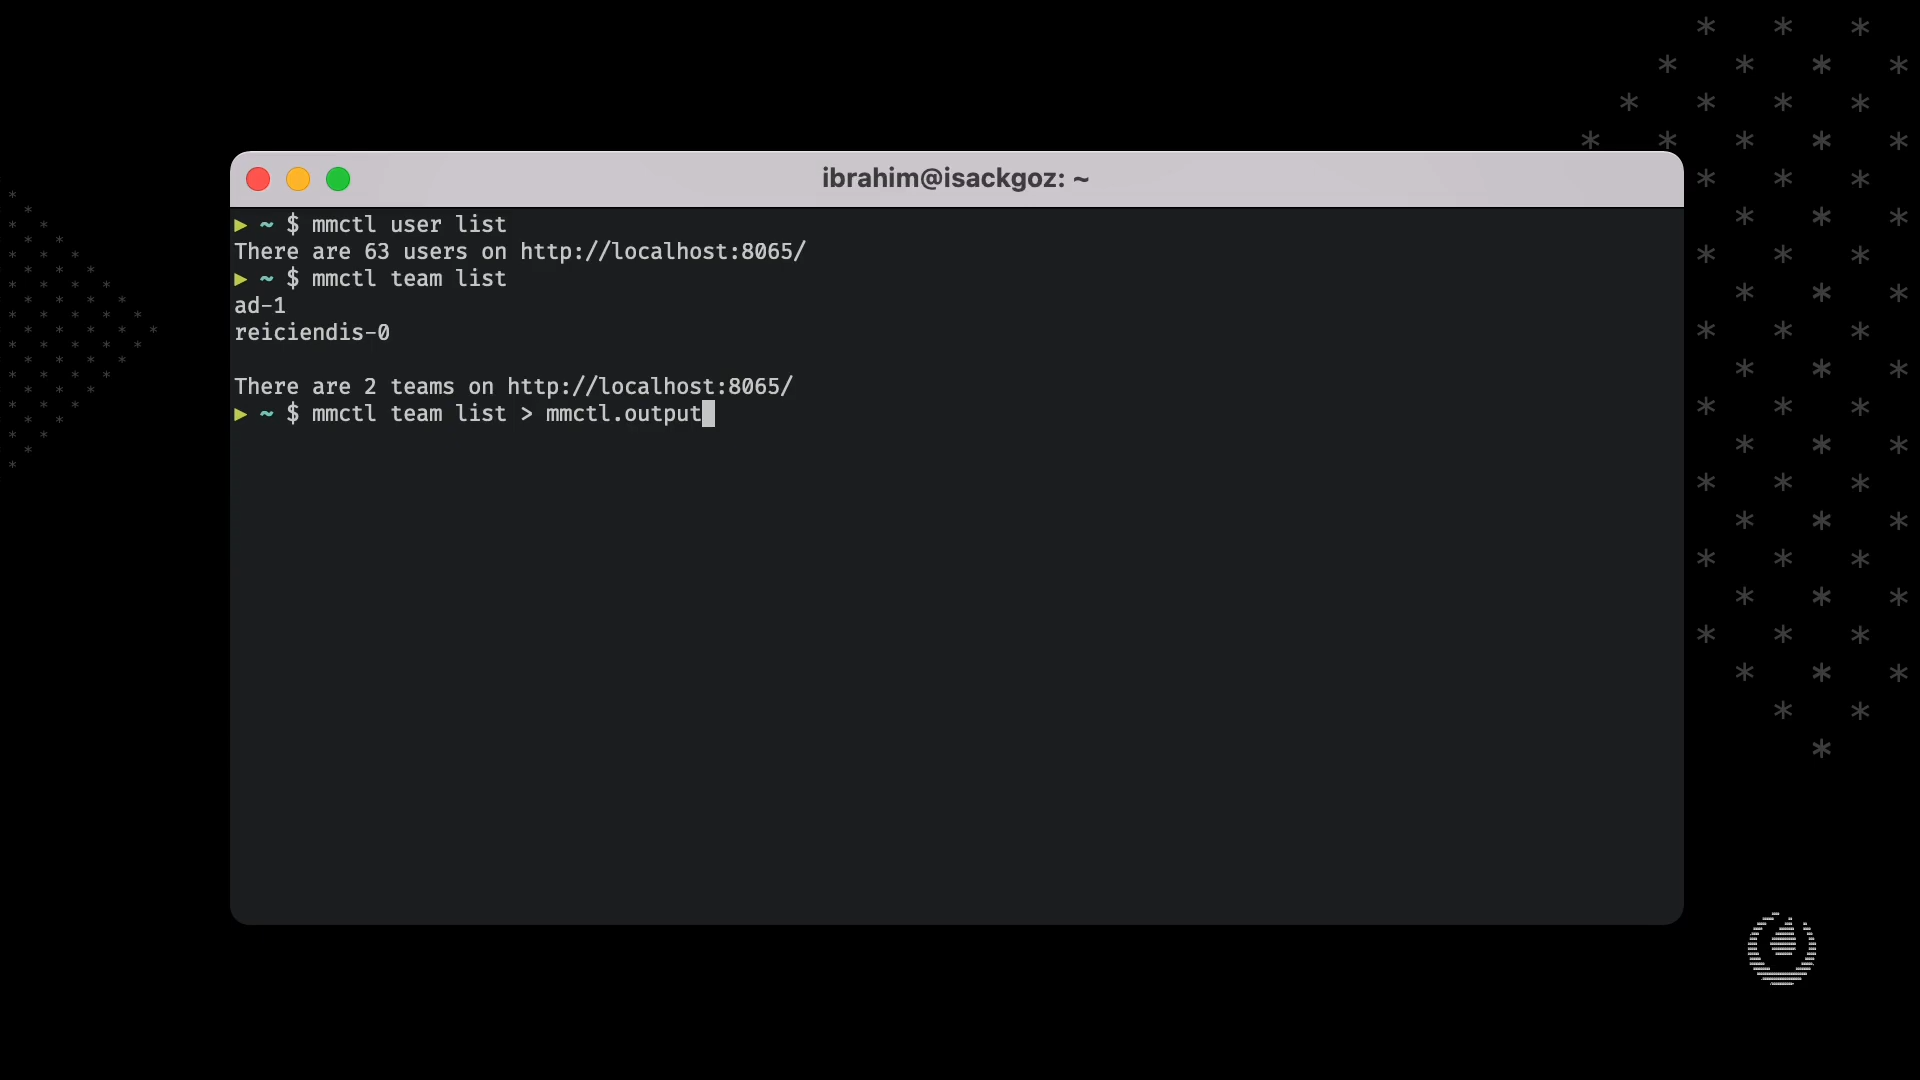 ibrahim@isackgoz: ~
▶ ~ $ mmctl user list
There are 63 users on http://localhost:8065/
▶ ~ $ mmctl team list
ad-1
reiciendis-0
There are 2 teams on http://localhost:8065/
▶ ~ $ mmctl team list > mmctl.output